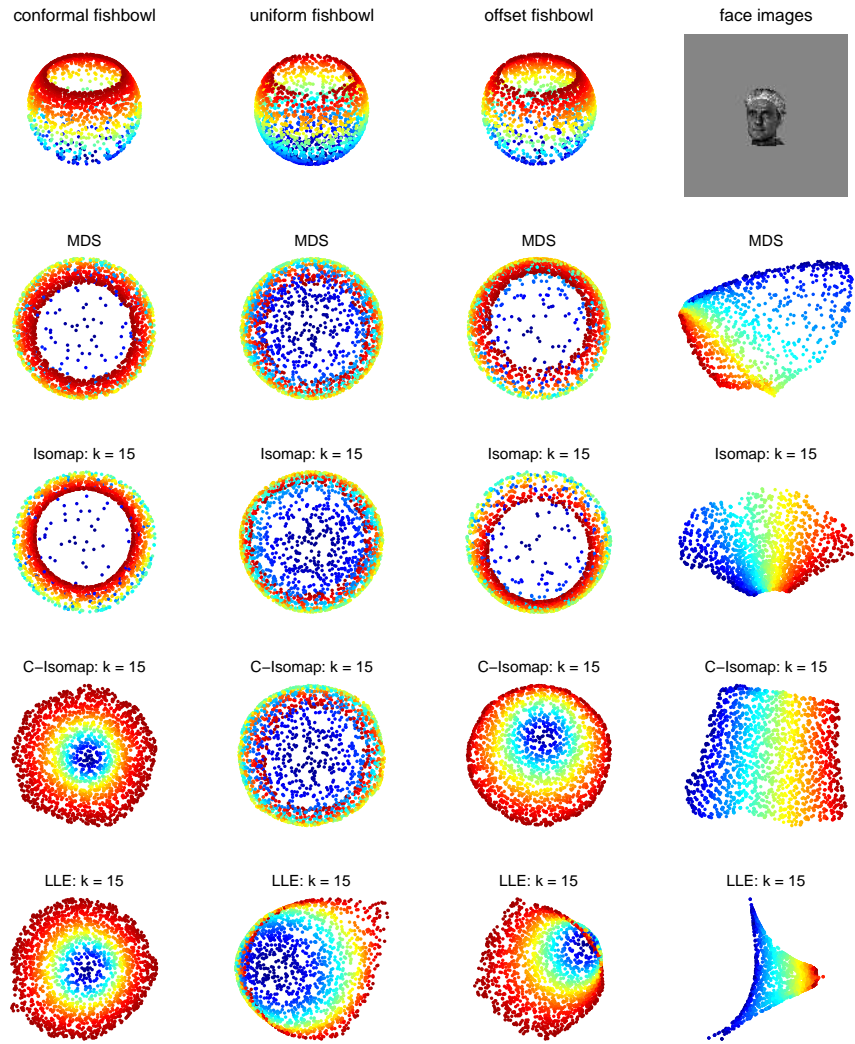 conformal fishbowl uniform fishbowl offset fishbowl face images
MDS MDS MDS MDS
Isomap: k = 15 Isomap: k = 15 Isomap: k = 15 Isomap: k = 15
C−Isomap: k = 15 C−Isomap: k = 15 C−Isomap: k = 15 C−Isomap: k = 15
LLE: k = 15 LLE: k = 15 LLE: k = 15 LLE: k = 15